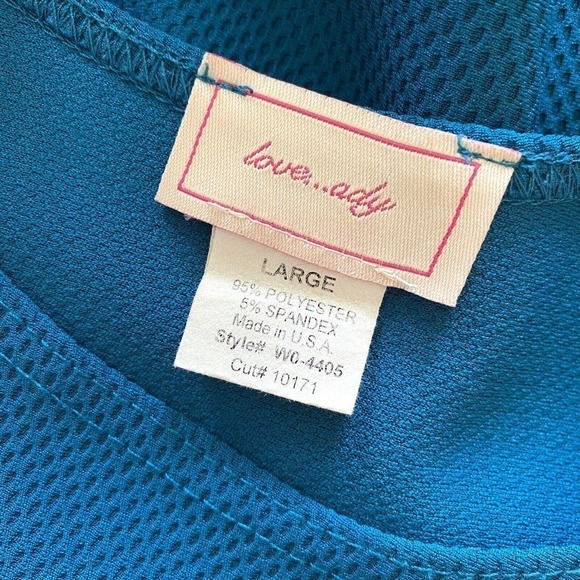 love...ady
LARGE
95% POLYESTER
5% SPANDEX
Made in U.S.A.
Style# W0-4405
Cut# 10171